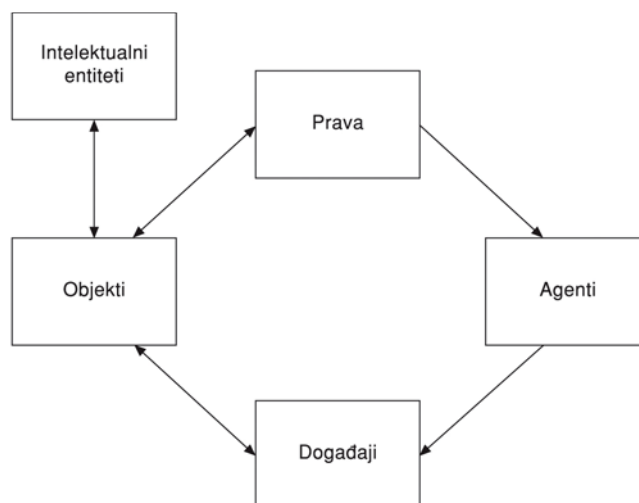 Intelektualni
entiteti
Prava
Objekti
Agenti
Događaji